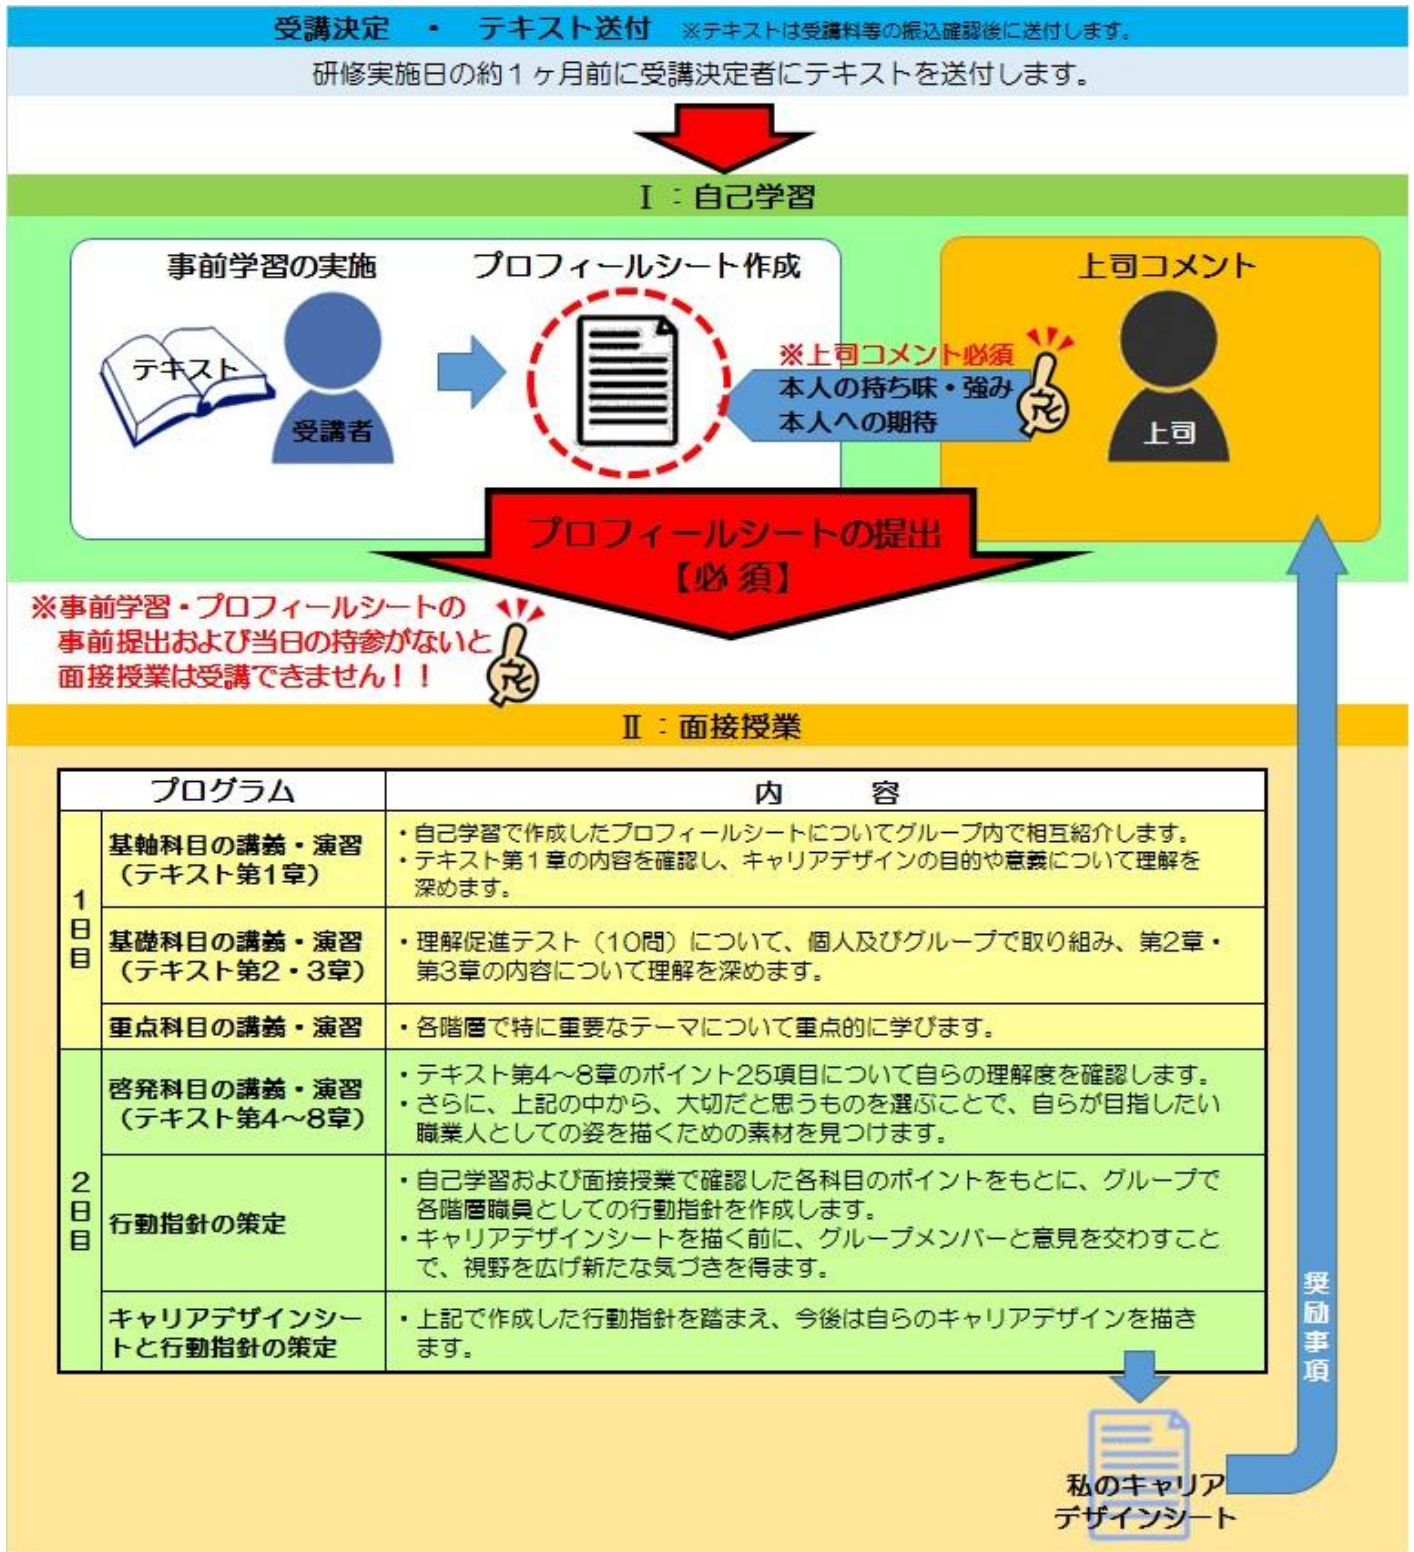 受講決定 ・ テキスト送付 ※テキストは受講料等の振込確認後に送付します。
研修実施日の約1ヶ月前に受講決定者にテキストを送付します。
Ⅰ：自己学習
事前学習の実施
プロフィールシート作成
上司コメント
テキスト
受講者
※上司コメント必須
本人の持ち味・強み
本人への期待
上司
プロフィールシートの提出
【必 須】
※事前学習・プロフィールシートの
事前提出および当日の持参がないと
面接授業は受講できません！！
Ⅱ：面接授業
プログラム
内 容
1日目
基軸科目の講義・演習
（テキスト第1章）
・自己学習で作成したプロフィールシートについてグループ内で相互紹介します。
・テキスト第1章の内容を確認し、キャリアデザインの目的や意義について理解を
深めます。
基礎科目の講義・演習
（テキスト第2・3章）
・理解促進テスト（10問）について、個人及びグループで取り組み、第2章・
第3章の内容について理解を深めます。
重点科目の講義・演習
・各階層で特に重要なテーマについて重点的に学びます。
2日目
啓発科目の講義・演習
（テキスト第4～8章）
・テキスト第4～8章のポイント25項目について自らの理解度を確認します。
・さらに、上記の中から、大切だと思うものを選ぶことで、自らが目指したい
職業人としての姿を描くための素材を見つけます。
行動指針の策定
・自己学習および面接授業で確認した各科目のポイントをもとに、グループで
各階層職員としての行動指針を作成します。
・キャリアデザインシートを描く前に、グループメンバーと意見を交わすこと
で、視野を広げ新たな気づきを得ます。
キャリアデザインシー
トと行動指針の策定
・上記で作成した行動指針を踏まえ、今後は自らのキャリアデザインを描き
ます。
奨励事項
私のキャリア
デザインシート